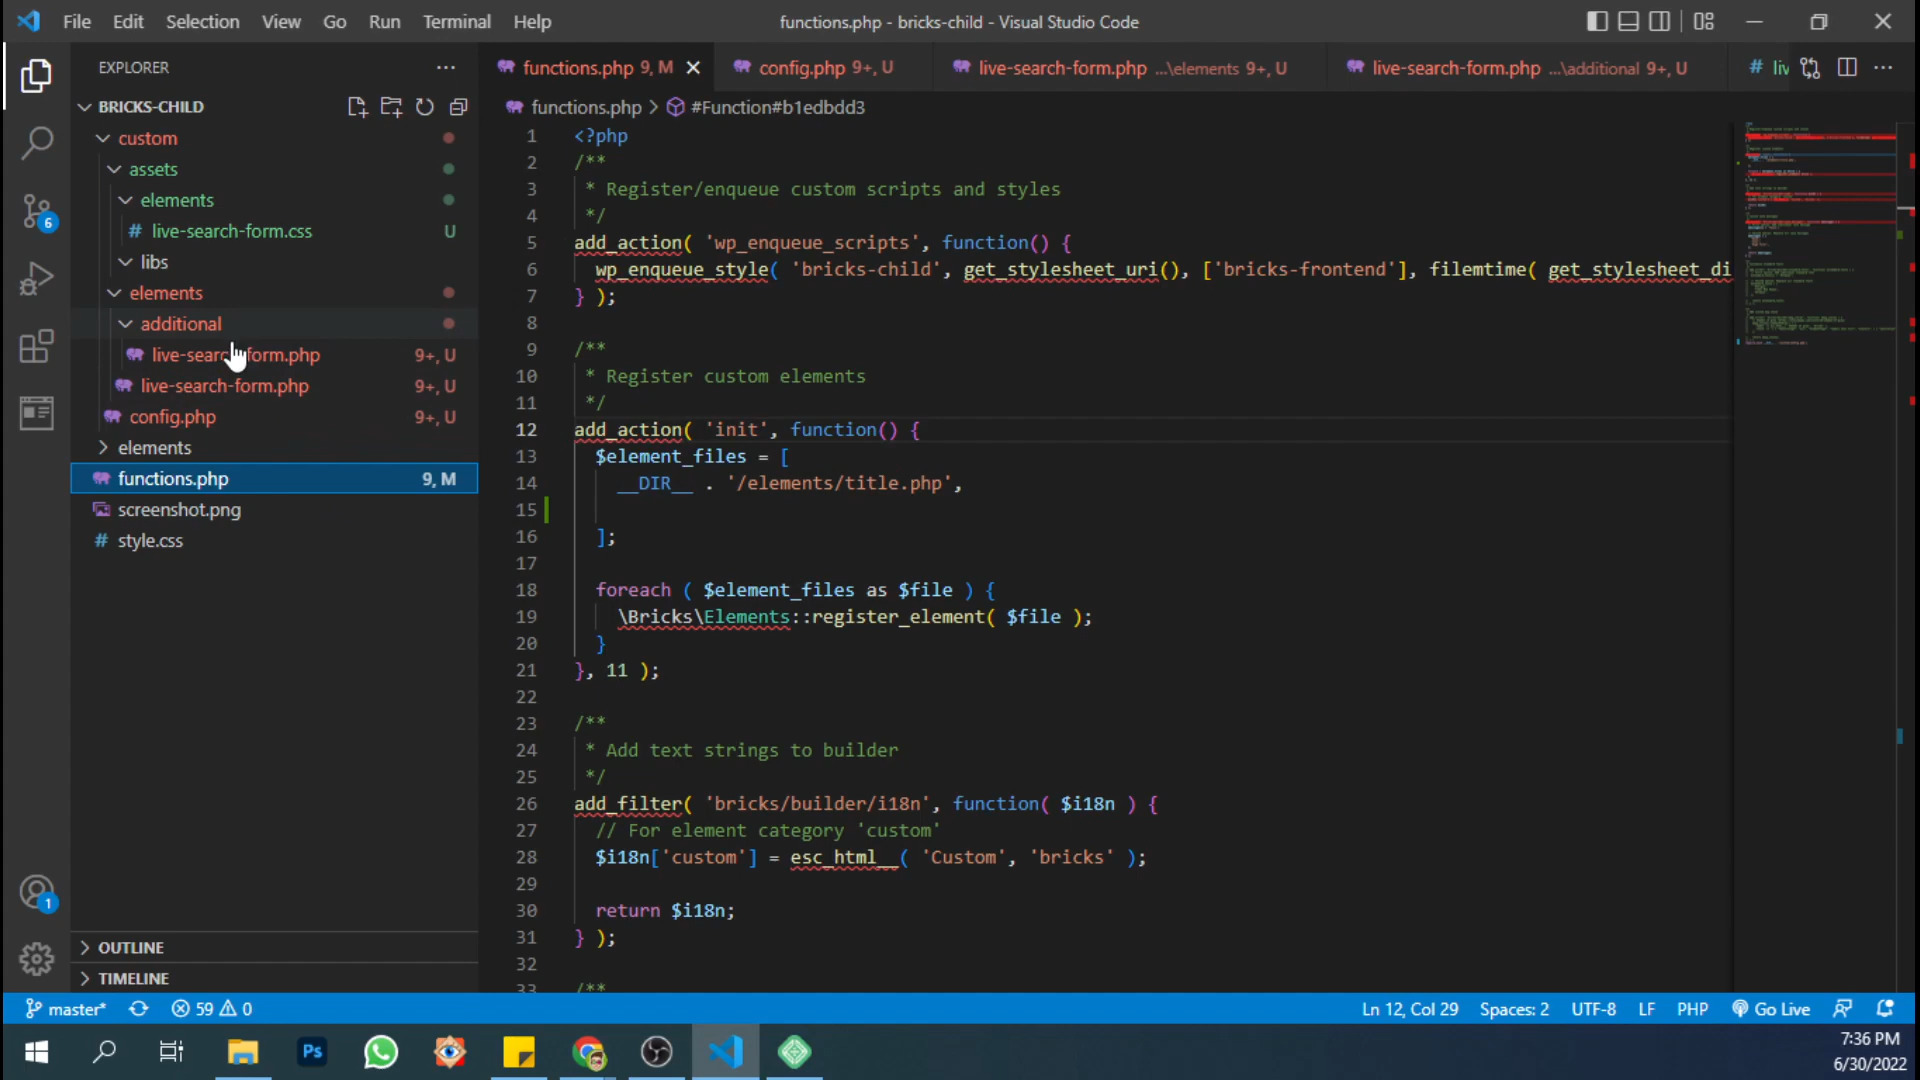 File Edit Selection View Go Run Terminal Help
functions.php - bricks-child - Visual Studio Code
EXPLORER
BRICKS-CHILD
custom
assets
elements
# live-search-form.css U
libs
elements
additional
live-search-form.php 9+, U
live-search-form.php 9+, U
config.php 9+, U
elements
functions.php 9, M
screenshot.png
# style.css
OUTLINE
TIMELINE
6
1
functions.php 9, M
config.php 9+, U
live-search-form.php ...\elements 9+, U
live-search-form.php ...\additional 9+, U
# liv
functions.php > #Function#b1edbdd3
1 <?php
2 /**
3 * Register/enqueue custom scripts and styles
4 */
5 add_action( 'wp_enqueue_scripts', function() {
6 wp_enqueue_style( 'bricks-child', get_stylesheet_uri(), ['bricks-frontend'], filemtime( get_stylesheet_di
7 } );
8
9 /**
10 * Register custom elements
11 */
12 add_action( 'init', function() {
13 $element_files = [
14 __DIR__ . '/elements/title.php',
15
16 ];
17
18 foreach ( $element_files as $file ) {
19 \Bricks\Elements::register_element( $file );
20 }
21 }, 11 );
22
23 /**
24 * Add text strings to builder
25 */
26 add_filter( 'bricks/builder/i18n', function( $i18n ) {
27 // For element category 'custom'
28 $i18n['custom'] = esc_html__( 'Custom', 'bricks' );
29
30 return $i18n;
31 } );
32
33 /**
master* 59 0
Ln 12, Col 29 Spaces: 2 UTF-8 LF PHP Go Live
Ps
7:36 PM
6/30/2022